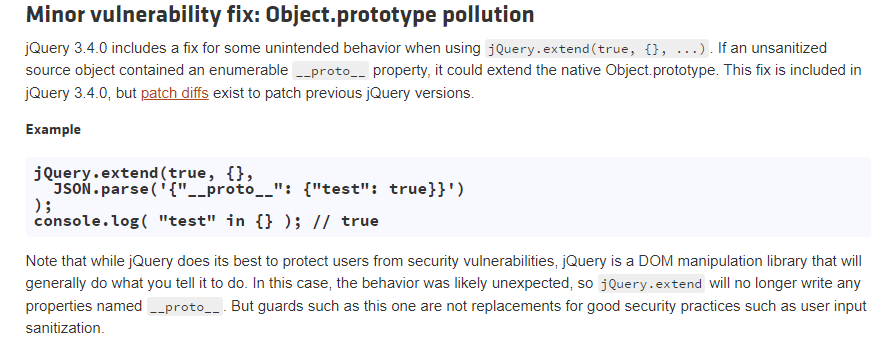 Minor vulnerability fix: Object.prototype pollution
jQuery 3.4.0 includes a fix for some unintended behavior when using jQuery.extend(true, {}, ...). If an unsanitized
source object contained an enumerable __proto__ property, it could extend the native Object.prototype. This fix is included in
jQuery 3.4.0, but patch diffs exist to patch previous jQuery versions.
Example
jQuery.extend(true, {},
  JSON.parse('{"__proto__": {"test": true}}')
);
console.log( "test" in {} ); // true
Note that while jQuery does its best to protect users from security vulnerabilities, jQuery is a DOM manipulation library that will
generally do what you tell it to do. In this case, the behavior was likely unexpected, so jQuery.extend will no longer write any
properties named __proto__. But guards such as this one are not replacements for good security practices such as user input
sanitization.